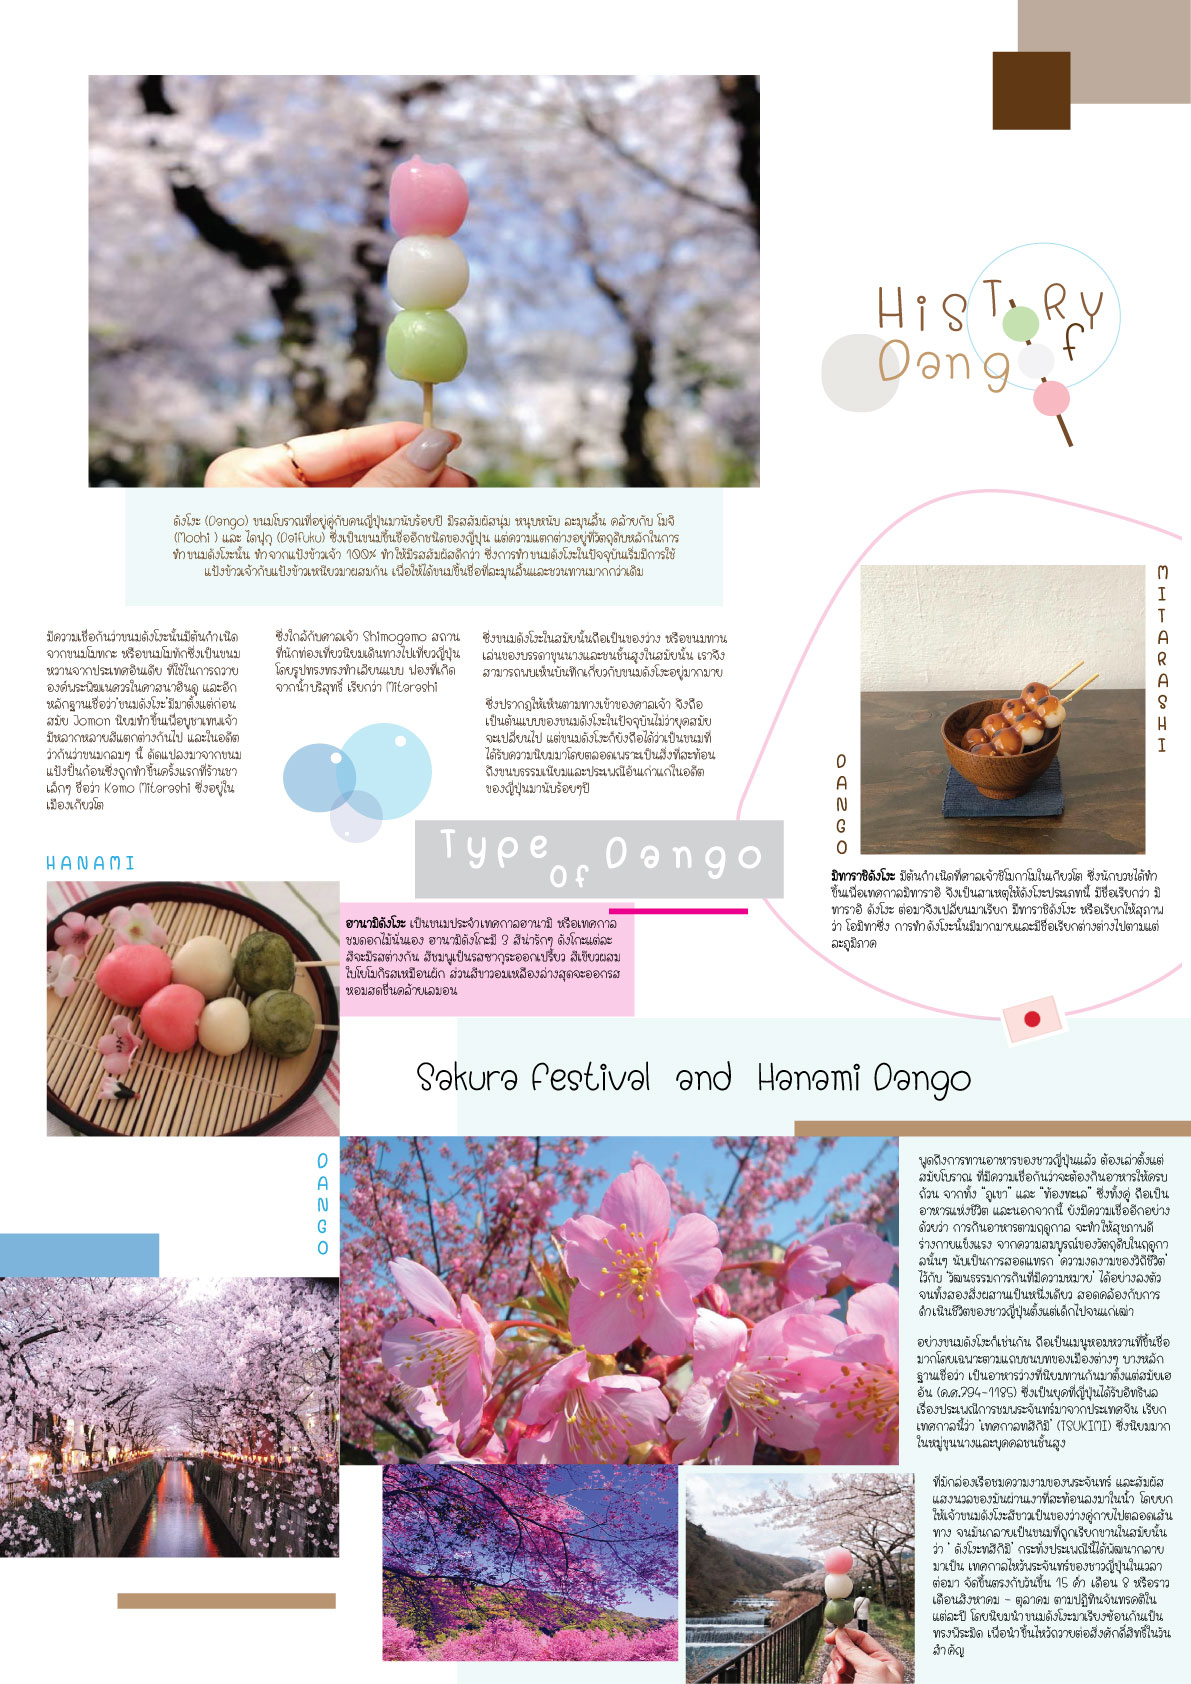 HiSTORY
of
Dang
ดังโงะ (Dango) ขนมโบราณที่อยู่คู่กับคนญี่ปุ่นมานับร้อยปี มีรสสัมผัสนุ่ม หนุบหนับ ละมุนลิ้น คล้ายกับ โมจิ
(Mochi ) และ ไดฟุกุ (Daifuku) ซึ่งเป็นขนมขึ้นชื่ออีกชนิดของญี่ปุ่น แต่ความแตกต่างอยู่ที่วัตถุดิบหลักในการ
ทำขนมดังโงะนั้น ทำจากแป้งข้าวเจ้า 100% ทำให้มีรสสัมผัสดีกว่า ซึ่งการทำขนมดังโงะในปัจจุบันเริ่มมีการใช้
แป้งข้าวเจ้ากับแป้งข้าวเหนียวมาผสมกัน เพื่อให้ได้ขนมขึ้นชื่อที่ละมุนลิ้นและชวนทานมากกว่าเดิม
มีความเชื่อกันว่าขนมดังโงะนั้นมีต้นกำเนิด
จากขนมโมทกะ หรือขนมโมทักซึ่งเป็นขนม
หวานจากประเทศอินเดีย ที่ใช้ในการถวาย
องค์พระพิฆเนศวรในศาสนาฮินดู และอีก
หลักฐานเชื่อว่า'ขนมดังโงะ'มีมาตั้งแต่ก่อน
สมัย Jomon นิยมทำขึ้นเพื่อบูชาเทพเจ้า
มีหลากหลายสีแตกต่างกันไป และในอดีต
ว่ากันว่าขนมกลมๆ นี้ ดัดแปลงมาจากขนม
แป้งปั้นก้อนซึ่งถูกทำขึ้นครั้งแรกที่ร้านชา
เล็กๆ ชื่อว่า Kamo Mitarashi ซึ่งอยู่ใน
เมืองเกียวโต
ซึ่งใกล้กับศาลเจ้า Shimogamo สถาน
ที่นักท่องเที่ยวนิยมเดินทางไปเที่ยวญี่ปุ่น
โดยรูปทรงทรงทำเลียนแบบ ฟองที่เกิด
จากน้ำบริสุทธิ์ เรียกว่า Mitarashi
ซึ่งขนมดังโงะในสมัยนั้นถือเป็นของว่าง หรือขนมทาน
เล่นของบรรดาขุนนางและชนชั้นสูงในสมัยนั้น เราจึง
สามารถพบเห็นบันทึกเกี่ยวกับขนมดังโงะอยู่มากมาย
ซึ่งปรากฏให้เห็นตามทางเข้าของศาลเจ้า จึงถือ
เป็นต้นแบบของขนมดังโงะในปัจจุบันไม่ว่ายุคสมัย
จะเปลี่ยนไป แต่ขนมดังโงะก็ยังถือได้ว่าเป็นขนมที่
ได้รับความนิยมมาโดยตลอดเพราะเป็นสิ่งที่สะท้อน
ถึงขนบธรรมเนียมและประเพณีอันเก่าแก่ในอดีต
ของญี่ปุ่นมานับร้อยๆปี
MITARASHI
DANGO
มิทาราชิดังโงะ มีต้นกำเนิดที่ศาลเจ้าชิโมกาโมในเกียวโต ซึ่งนักบวชได้ทำ
ขึ้นเพื่อเทศกาลมิทาราอิ จึงเป็นสาเหตุให้ดังโงะประเภทนี้ มีชื่อเรียกว่า มิ
ทาราอิ ดังโงะ ต่อมาจึงเปลี่ยนมาเรียก มิทาราชิดังโงะ หรือเรียกให้สุภาพ
ว่า โอมิทาซึ่ง การทำดังโงะนั้นมีมากมายและมีชื่อเรียกต่างต่างไปตามแต่
ละภูมิภาค
Type
of Dango
HANAMI
DANGO
ฮานามิดังโงะ เป็นขนมประจำเทศกาลฮานามิ หรือเทศกาล
ชมดอกไม้นั่นเอง ฮานามิดังโกะมี 3 สีน่ารักๆ ดังโกะแต่ละ
สีจะมีรสต่างกัน สีชมพูเป็นรสซากุระออกเปรี้ยว สีเขียวผสม
ใบโยโมกิรสเหมือนผัก ส่วนสีขาวอมเหลืองล่างสุดจะออกรส
หอมสดชื่นคล้ายเลมอน
Sakura Festival and Hanami Dango
พูดถึงการทานอาหารของชาวญี่ปุ่นแล้ว ต้องเล่าตั้งแต่
สมัยโบราณ ที่มีความเชื่อกันว่าจะต้องกินอาหารให้ครบ
ถ้วน จากทั้ง "ภูเขา" และ "ท้องทะเล" ซึ่งทั้งคู่ ถือเป็น
อาหารแห่งชีวิต และนอกจากนี้ ยังมีความเชื่ออีกอย่าง
ด้วยว่า การกินอาหารตามฤดูกาล จะทำให้สุขภาพดี
ร่างกายแข็งแรง จากความสมบูรณ์ของวัตถุดิบในฤดูกา
ลนั้นๆ นับเป็นการสอดแทรก 'ความงดงามของวิถีชีวิต'
ไว้กับ 'วัฒนธรรมการกินที่มีความหมาย' ได้อย่างลงตัว
จนทั้งสองสิ่งผสานเป็นหนึ่งเดียว สอดคล้องกับการ
ดำเนินชีวิตของชาวญี่ปุ่นตั้งแต่เด็กไปจนแก่เฒ่า
อย่างขนมดังโงะก็เช่นกัน ถือเป็นเมนูหอมหวานที่ขึ้นชื่อ
มากโดยเฉพาะตามแถบชนบทของเมืองต่างๆ บางหลัก
ฐานเชื่อว่า เป็นอาหารว่างที่นิยมทานกันมาตั้งแต่สมัยเฮ
อัน (ค.ศ.794-1185) ซึ่งเป็นยุคที่ญี่ปุ่นได้รับอิทธิพล
เรื่องประเพณีการชมพระจันทร์มาจากประเทศจีน เรียก
เทศกาลนี้ว่า 'เทศกาลทสึกิมิ' (TSUKIMI) ซึ่งนิยมมาก
ในหมู่ขุนนางและบุคคลชนชั้นสูง
ที่มักล่องเรือชมความงามของพระจันทร์ และสัมผัส
แสงนวลของมันผ่านเงาที่สะท้อนลงมาในน้ำ โดยยก
ให้เจ้าขนมดังโงะสีขาวเป็นของว่างคู่กายไปตลอดเส้น
ทาง จนมันกลายเป็นขนมที่ถูกเรียกขานในสมัยนั้น
ว่า ' ดังโงะทสึกิมิ' กระทั่งประเพณีนี้ได้พัฒนากลาย
มาเป็น เทศกาลไหว้พระจันทร์ของชาวญี่ปุ่นในเวลา
ต่อมา จัดขึ้นตรงกับวันขึ้น 15 ค่ำ เดือน 8 หรือราว
เดือนสิงหาคม - ตุลาคม ตามปฏิทินจันทรคติใน
แต่ละปี โดยนิยมนำขนมดังโงะมาเรียงซ้อนกันเป็น
ทรงพีระมิด เพื่อนำขึ้นไหว้ถวายต่อสิ่งศักดิ์สิทธิ์ในวัน
สำคัญ